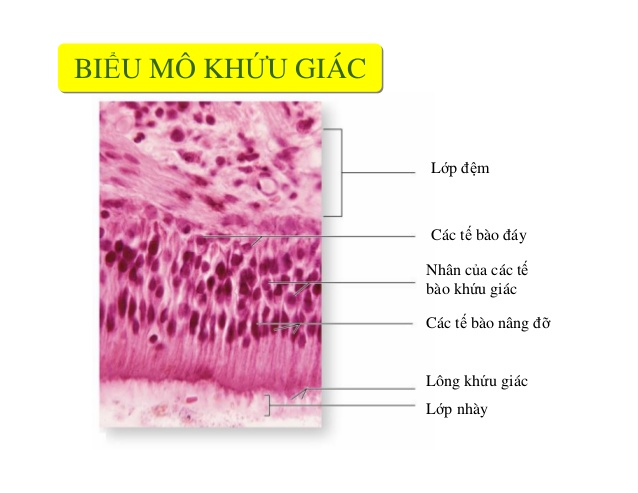 BIỂU MÔ KHỨU GIÁC
Lớp đệm
Các tế bào đáy
Nhân của các tế
bào khứu giác
Các tế bào nâng đỡ
Lông khứu giác
Lớp nhày